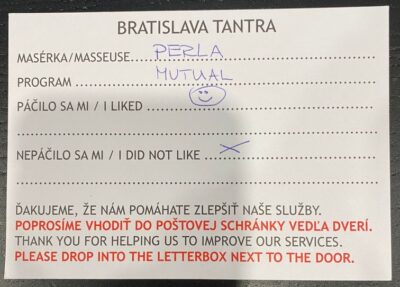 BRATISLAVA TANTRA
MASÉRKA/MASSEUSE...PERLA
PROGRAM ...MUTUAL
PÁČILO SA MI / I LIKED
NEPÁČILO SA MI / I DID NOT LIKE ...X
ĎAKUJEME, ŽE NÁM POMÁHATE ZLEPŠIŤ NAŠE SLUŽBY.
POPROSÍME VHODIŤ DO POŠTOVEJ SCHRÁNKY VEDĽA DVERÍ.
THANK YOU FOR HELPING US TO IMPROVE OUR SERVICES.
PLEASE DROP INTO THE LETTERBOX NEXT TO THE DOOR.